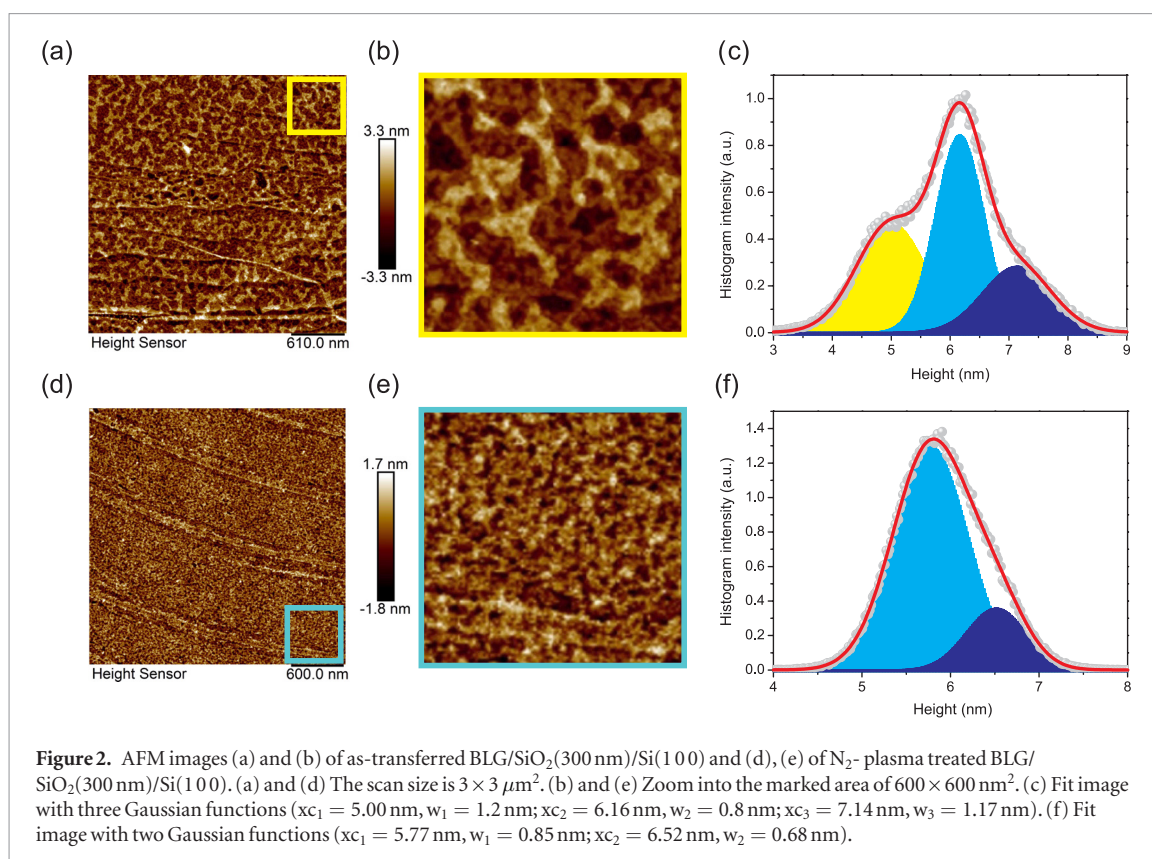 (a)
(b)
(c)
3.3 nm
-3.3 nm
Height Sensor
610.0 nm
Histogram intensity (a.u.)
1.0
0.8
0.6
0.4
0.2
0.0
3 4 5 6 7 8 9
Height (nm)
(d)
(e)
(f)
1.7 nm
-1.8 nm
Height Sensor
600.0 nm
Histogram intensity (a.u.)
1.4
1.2
1.0
0.8
0.6
0.4
0.2
0.0
4 5 6 7 8
Height (nm)
Figure 2. AFM images (a) and (b) of as-transferred BLG/SiO₂(300 nm)/Si(1 0 0) and (d), (e) of N₂- plasma treated BLG/
SiO₂(300 nm)/Si(1 0 0). (a) and (d) The scan size is 3 × 3 μm². (b) and (e) Zoom into the marked area of 600 × 600 nm². (c) Fit image
with three Gaussian functions (xc₁ = 5.00 nm, w₁ = 1.2 nm; xc₂ = 6.16 nm, w₂ = 0.8 nm; xc₃ = 7.14 nm, w₃ = 1.17 nm). (f) Fit
image with two Gaussian functions (xc₁ = 5.77 nm, w₁ = 0.85 nm; xc₂ = 6.52 nm, w₂ = 0.68 nm).